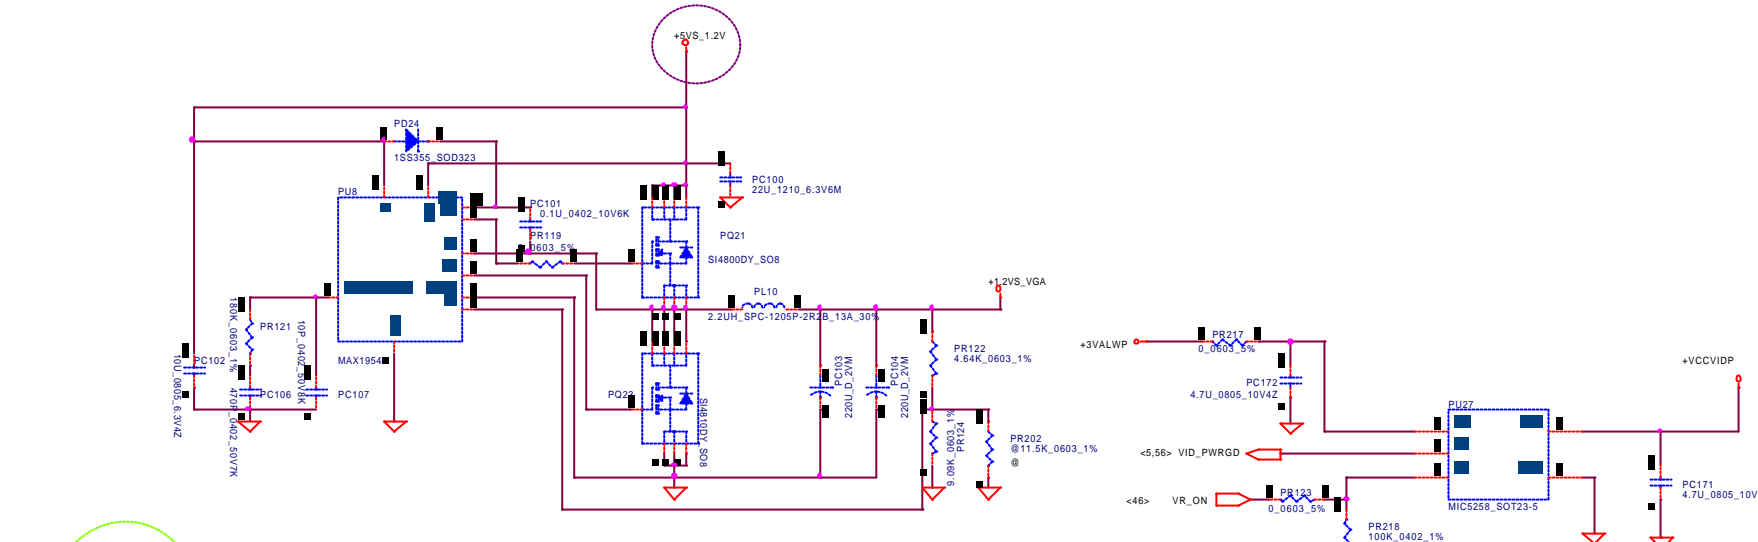 +5VS_1.2V
PD24
1SS355_SOD323
PU8
MAX1954
PC101
0.1U_0402_10V6K
PR119
0603_5%
PC100
22U_1210_6.3V6M
PQ21
SI4800DY_SO8
PL10
2.2UH_SPC-1205P-2R2B_13A_30%
+1.2VS_VGA
PR121
180K_0603_1%
10P_0402_50V8K
PC102
10U_0805_6.3V4Z
PC106
470P_0402_50V7K
PC107
SI4810DY_SO8
PC103
220U_D_2VM
PC104
220U_D_2VM
PR122
4.64K_0603_1%
PR124
9.09K_0603_1%
PR202
@11.5K_0603_1%
@
+3VALWP
PR217
0_0603_5%
PC172
4.7U_0805_10V4Z
<5,56> VID_PWRGD
<46> VR_ON
PR123
0_0603_5%
PR218
100K_0402_1%
PU27
MIC5258_SOT23-5
+VCCVIDP
PC171
4.7U_0805_10V